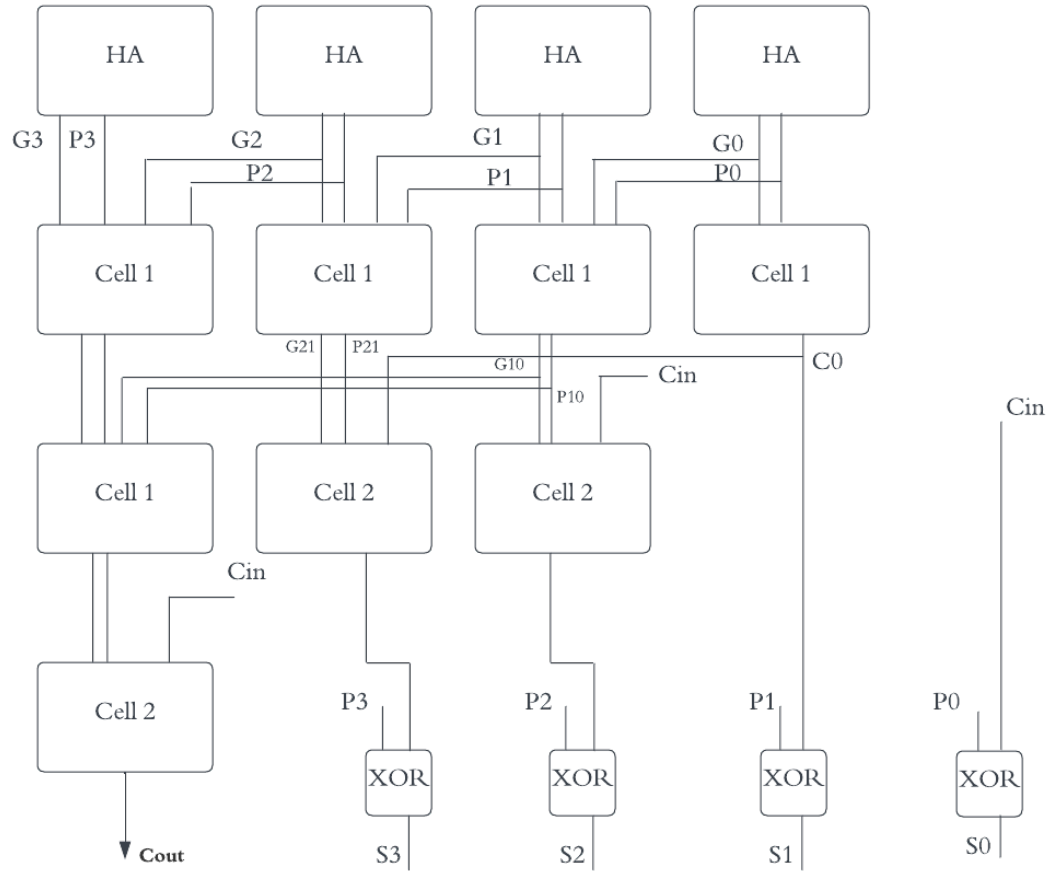 HA HA HA HA
G3 P3 G2 G1 G0
P2 P1 P0
Cell 1 Cell 1 Cell 1 Cell 1
G21 P21 G10 C0
Cin
P10
Cin
Cell 1 Cell 2 Cell 2
Cin
P3 P2 P1 P0
Cell 2
XOR XOR XOR XOR
Cout S3 S2 S1 S0